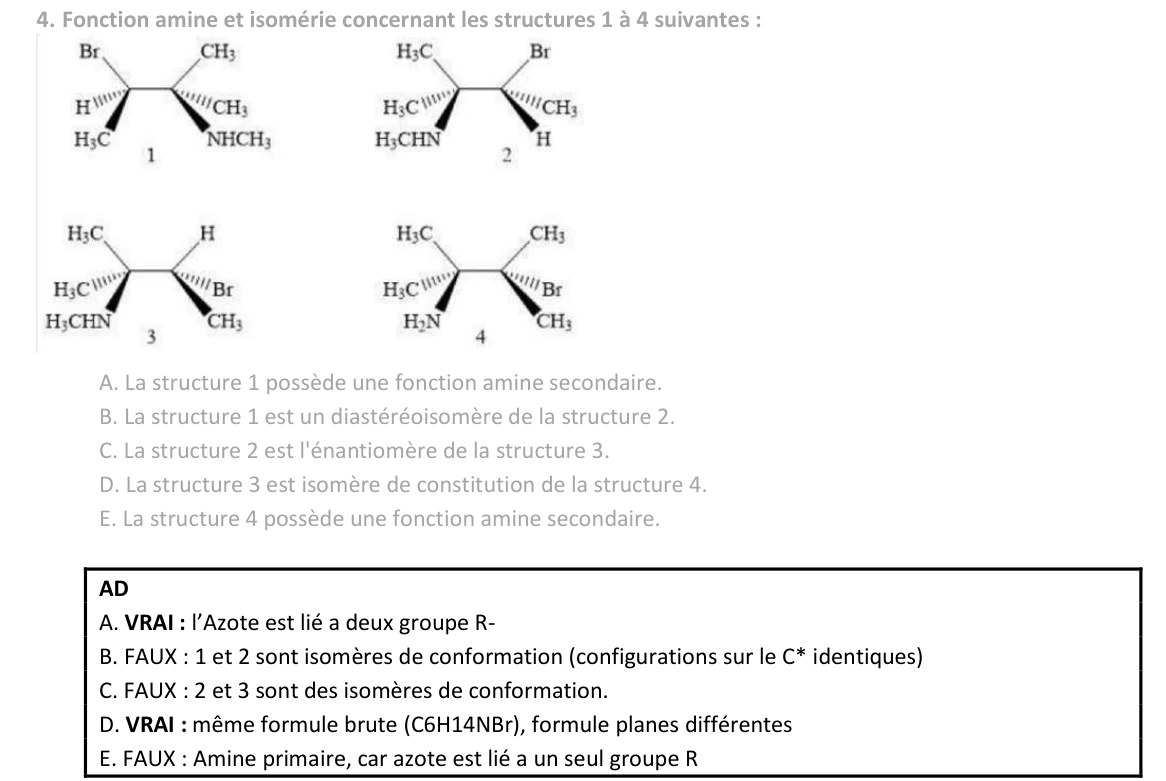 4. Fonction amine et isomérie concernant les structures 1 à 4 suivantes :
Br CH3 H3C Br
H CH3 H3C CH3
H3C NHCH3 H3CHN H
1 2
H3C H H3C CH3
H3C Br H3C Br
H3CHN CH3 H2N CH3
3 4
A. La structure 1 possède une fonction amine secondaire.
B. La structure 1 est un diastéréoisomère de la structure 2.
C. La structure 2 est l'énantiomère de la structure 3.
D. La structure 3 est isomère de constitution de la structure 4.
E. La structure 4 possède une fonction amine secondaire.
AD
A. VRAI : l’Azote est lié a deux groupe R-
B. FAUX : 1 et 2 sont isomères de conformation (configurations sur le C* identiques)
C. FAUX : 2 et 3 sont des isomères de conformation.
D. VRAI : même formule brute (C6H14NBr), formule planes différentes
E. FAUX : Amine primaire, car azote est lié a un seul groupe R